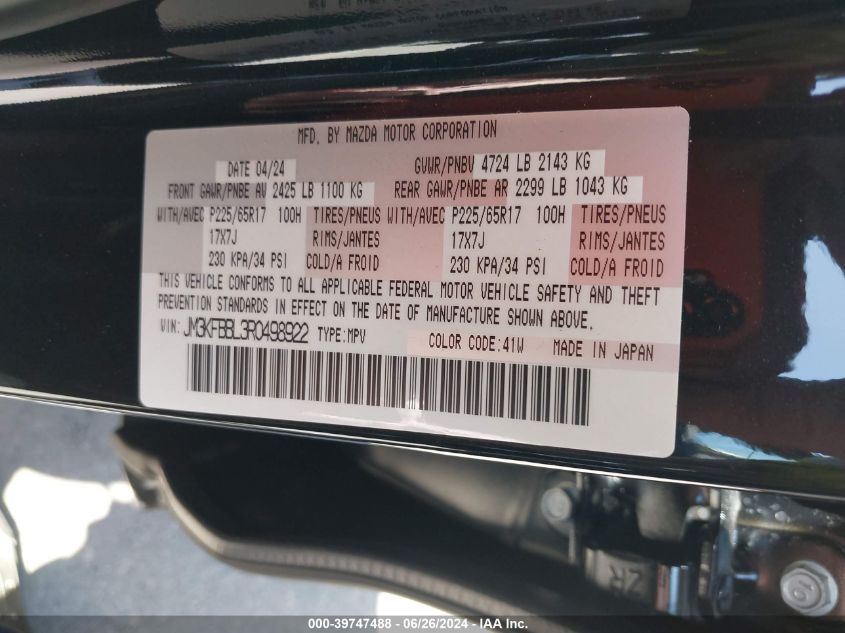 MFD. BY MAZDA MOTOR CORPORATION
DATE 04/24 GVWR/PNBV 4724 LB 2143 KG
FRONT GAWR/PNBE AV 2425 LB 1100 KG REAR GAWR/PNBE AR 2299 LB 1043 KG
WITH/AVEC P225/65R17 100H TIRES/PNEUS WITH/AVEC P225/65R17 100H TIRES/PNEUS
17X7J RIMS/JANTES 17X7J RIMS/JANTES
230 KPA/34 PSI COLD/A FROID 230 KPA/34 PSI COLD/A FROID
THIS VEHICLE CONFORMS TO ALL APPLICABLE FEDERAL MOTOR VEHICLE SAFETY AND THEFT
PREVENTION STANDARDS IN EFFECT ON THE DATE OF MANUFACTURE SHOWN ABOVE.
VIN: JM3KFBBL3R0498922 TYPE:MPV COLOR CODE:41W MADE IN JAPAN
ZR
10
000-39747488 - 06/26/2024 - IAA Inc.